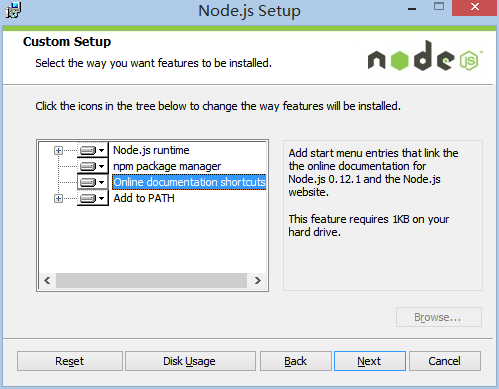 Node.js Setup
Custom Setup
Select the way you want features to be installed.
node
JS
Click the icons in the tree below to change the way features will be installed.
Node.js runtime
npm package manager
Online documentation shortcuts
Add to PATH
Add start menu entries that link the
the online documentation for
Node.js 0.12.1 and the Node.js
website.
This feature requires 1KB on your
hard drive.
Browse...
Reset Disk Usage Back Next Cancel